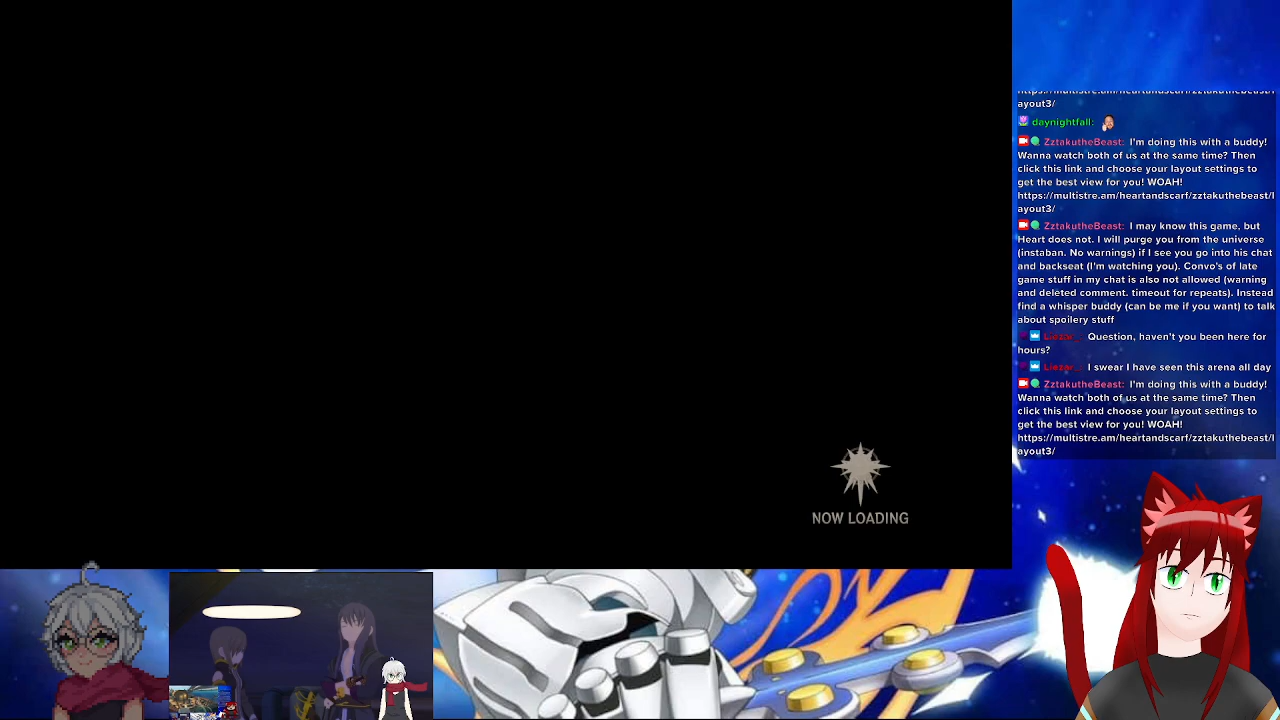 ayout3/
daynightfall:
ZztakutheBeast: I'm doing this with a buddy!
Wanna watch both of us at the same time? Then
click this link and choose your layout settings to
get the best view for you! WOAH!
https://multistre.am/heartandscarf/zztakuthebeast/l
ayout3/
ZztakutheBeast: I may know this game, but
Heart does not. I will purge you from the universe
(instaban. No warnings) if I see you go into his chat
and backseat (I'm watching you). Convo's of late
game stuff in my chat is also not allowed (warning
and deleted comment. timeout for repeats). Instead
find a whisper buddy (can be me if you want) to talk
about spoilery stuff
Question, haven't you been here for
hours?
I swear I have seen this arena all day
ZztakutheBeast: I'm doing this with a buddy!
Wanna watch both of us at the same time? Then
click this link and choose your layout settings to
get the best view for you! WOAH!
https://multistre.am/heartandscarf/zztakuthebeast/l
ayout3/
NOW LOADING